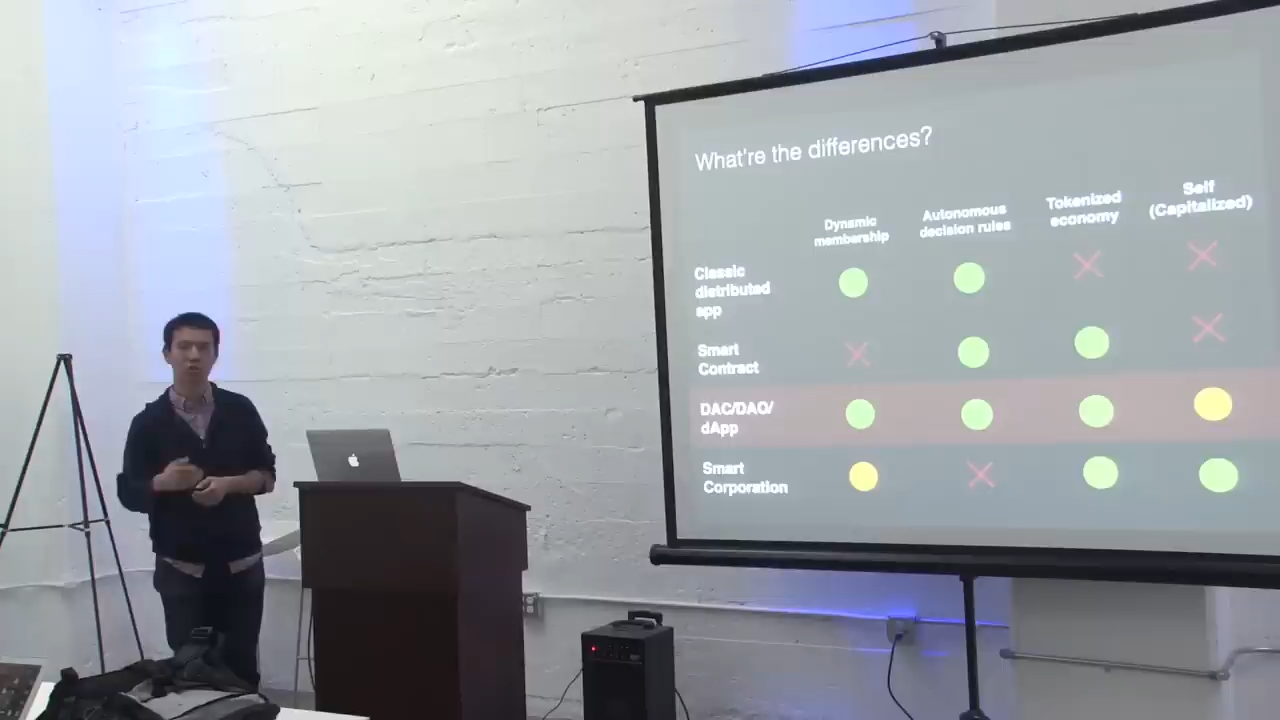 What're the differences?
Dynamic
membership
Autonomous
decision rules
Tokenized
economy
Self
(Capitalized)
Classic
distributed
app
Smart
Contract
DAC/DAO/
dApp
Smart
Corporation